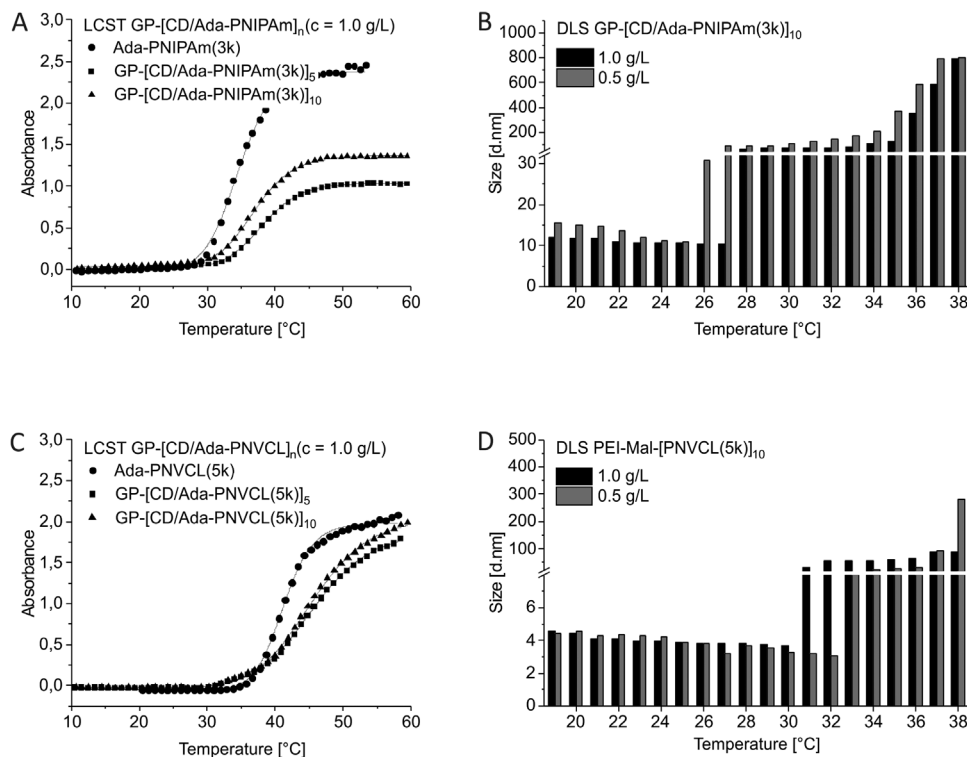 A
LCST GP-[CD/Ada-PNIPAm]n(c = 1.0 g/L)
Ada-PNIPAm(3k)
GP-[CD/Ada-PNIPAm(3k)]5
GP-[CD/Ada-PNIPAm(3k)]10
3,0
2,5
2,0
1,5
1,0
0,5
0,0
Absorbance
10 20 30 40 50 60
Temperature [°C]
B
DLS GP-[CD/Ada-PNIPAm(3k)]10
1.0 g/L
0.5 g/L
1000
800
600
400
200
30
20
10
0
Size [d.nm]
20 22 24 26 28 30 32 34 36 38
Temperature [°C]
C
LCST GP-[CD/Ada-PNVCL]n(c = 1.0 g/L)
Ada-PNVCL(5k)
GP-[CD/Ada-PNVCL(5k)]5
GP-[CD/Ada-PNVCL(5k)]10
3,0
2,5
2,0
1,5
1,0
0,5
0,0
Absorbance
10 20 30 40 50 60
Temperature [°C]
D
DLS PEI-Mal-[PNVCL(5k)]10
1.0 g/L
0.5 g/L
500
400
300
200
100
6
4
2
0
Size [d.nm]
20 22 24 26 28 30 32 34 36 38
Temperature [°C]